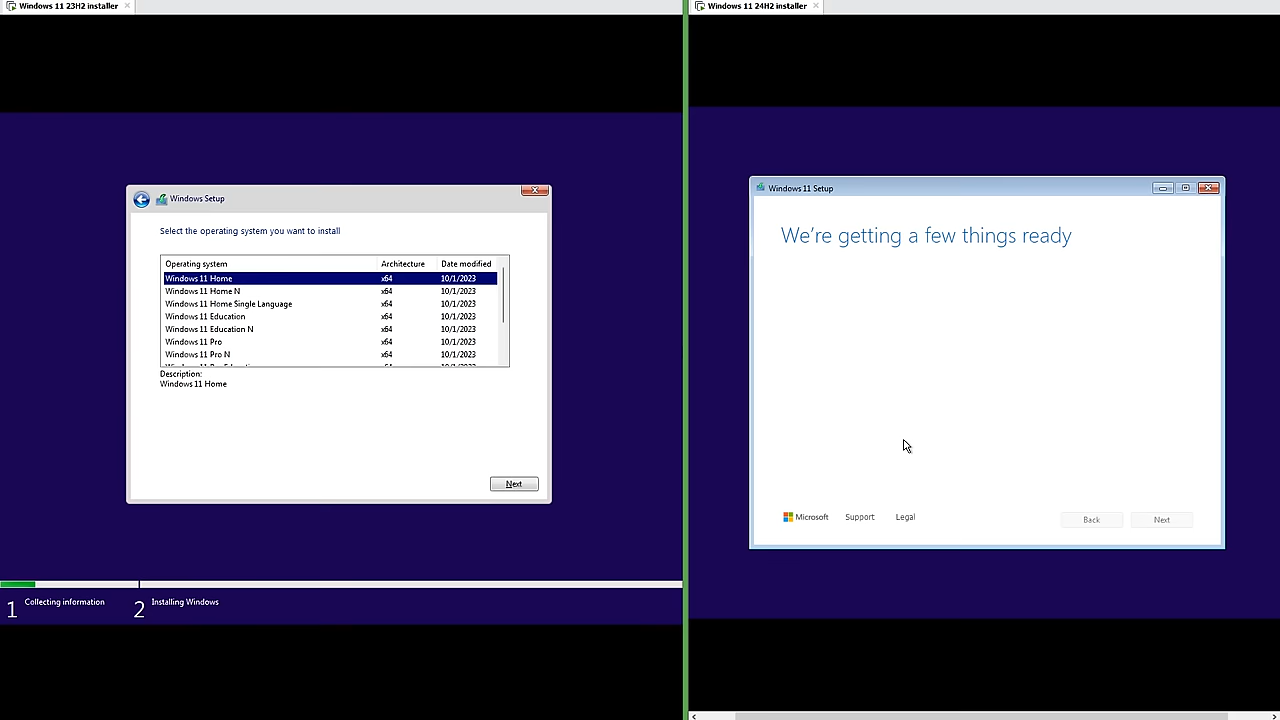 Windows 11 23H2 installer
Windows Setup
Select the operating system you want to install
Operating system Architecture Date modified
Windows 11 Home x64 10/1/2023
Windows 11 Home N x64 10/1/2023
Windows 11 Home Single Language x64 10/1/2023
Windows 11 Education x64 10/1/2023
Windows 11 Education N x64 10/1/2023
Windows 11 Pro x64 10/1/2023
Windows 11 Pro N x64 10/1/2023
Description:
Windows 11 Home
Next
1 Collecting information 2 Installing Windows
Windows 11 24H2 installer
Windows 11 Setup
We're getting a few things ready
Microsoft Support Legal Back Next